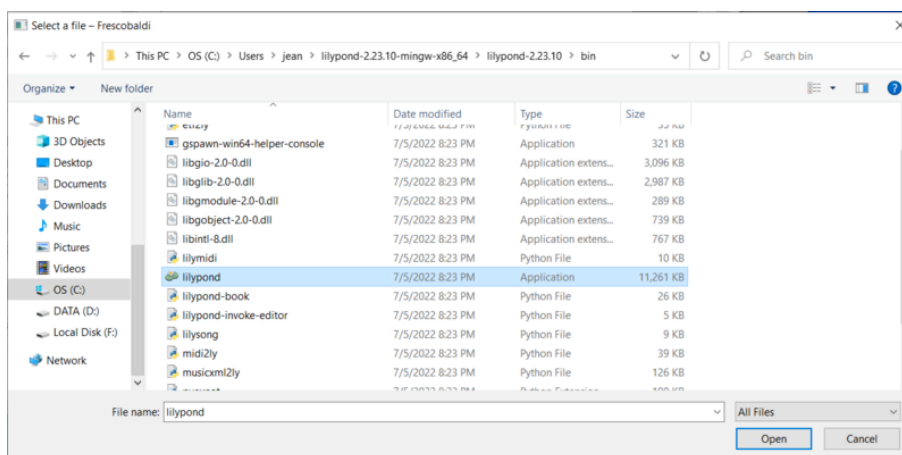 Select a file – Frescobaldi
This PC > OS (C:) > Users > jean > lilypond-2.23.10-mingw-x86_64 > lilypond-2.23.10 > bin
Search bin
Organize New folder
This PC
3D Objects
Desktop
Documents
Downloads
Music
Pictures
Videos
OS (C:)
DATA (D:)
Local Disk (F:)
Network
Name Date modified Type Size
etf2ly 7/5/2022 8:23 PM Python File 33 KB
gspawn-win64-helper-console 7/5/2022 8:23 PM Application 321 KB
libgio-2.0-0.dll 7/5/2022 8:23 PM Application extens... 3,096 KB
libglib-2.0-0.dll 7/5/2022 8:23 PM Application extens... 2,987 KB
libgmodule-2.0-0.dll 7/5/2022 8:23 PM Application extens... 289 KB
libgobject-2.0-0.dll 7/5/2022 8:23 PM Application extens... 739 KB
libintl-8.dll 7/5/2022 8:23 PM Application extens... 767 KB
lilymidi 7/5/2022 8:23 PM Python File 10 KB
lilypond 7/5/2022 8:23 PM Application 11,261 KB
lilypond-book 7/5/2022 8:23 PM Python File 26 KB
lilypond-invoke-editor 7/5/2022 8:23 PM Python File 5 KB
lilysong 7/5/2022 8:23 PM Python File 9 KB
midi2ly 7/5/2022 8:23 PM Python File 39 KB
musicxml2ly 7/5/2022 8:23 PM Python File 126 KB
File name: lilypond
All Files
Open Cancel